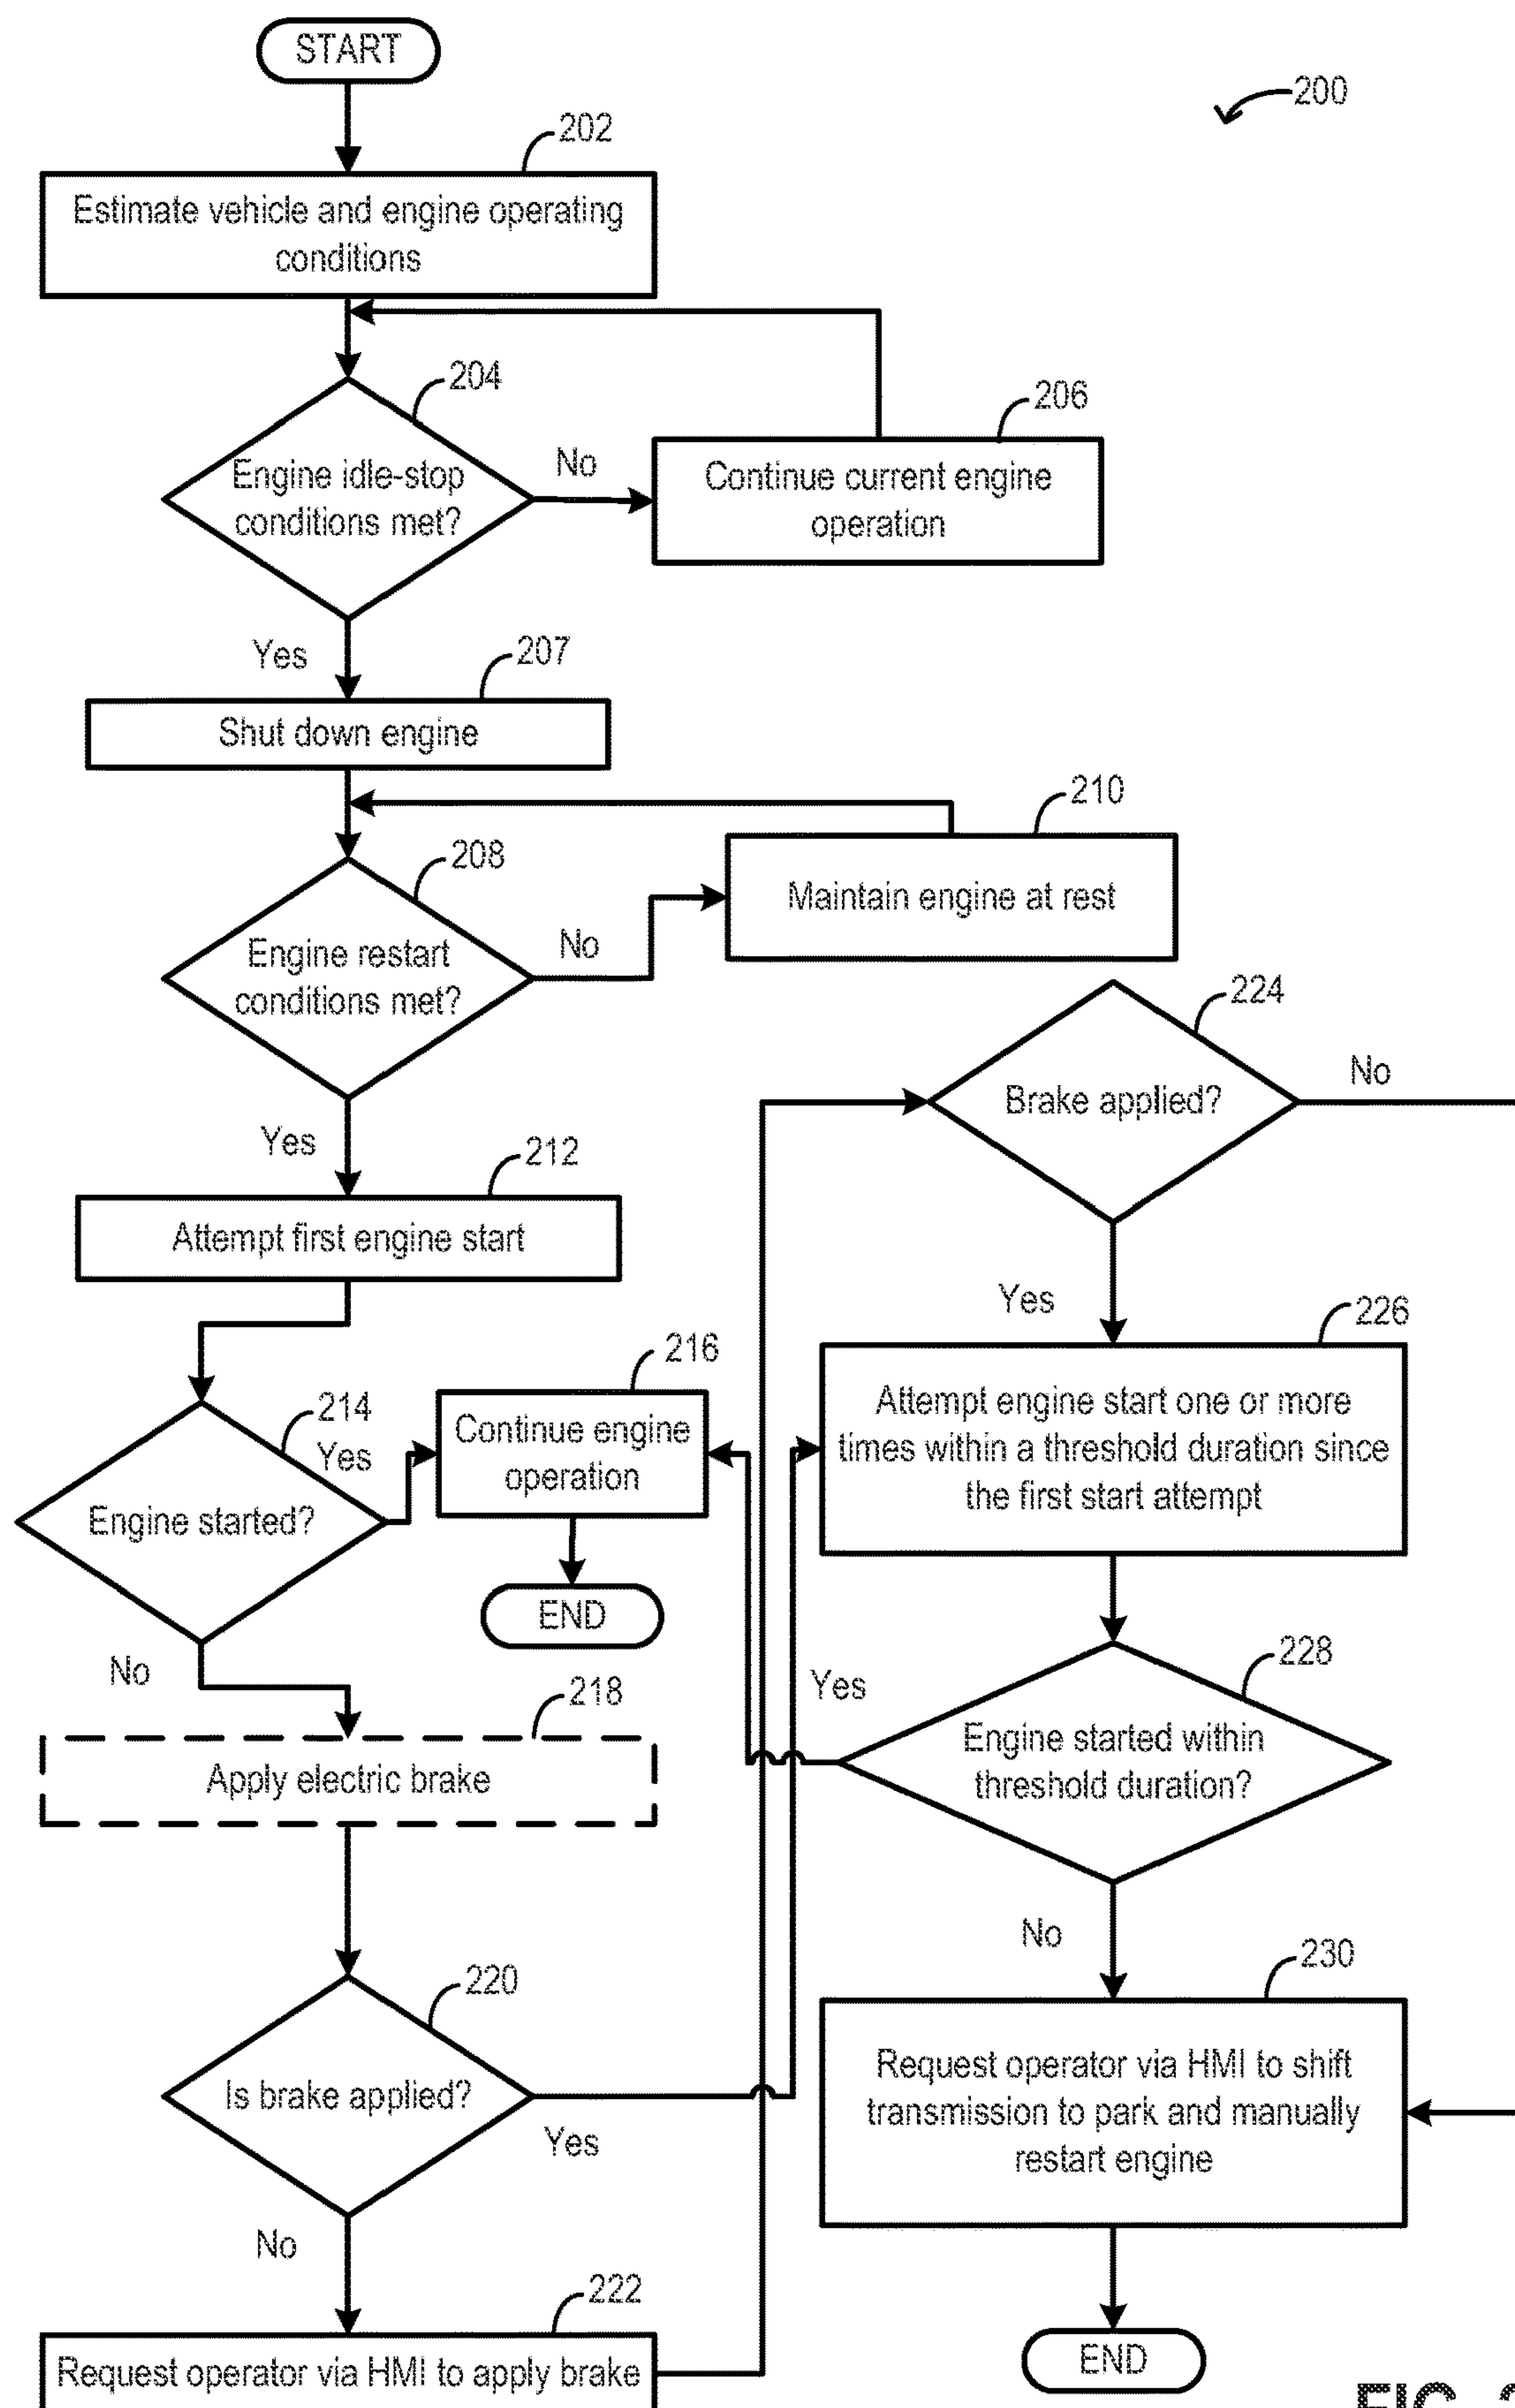 START
200
202
Estimate vehicle and engine operating
conditions
204
Engine idle-stop
conditions met?
No
206
Continue current engine
operation
Yes
207
Shut down engine
208
Engine restart
conditions met?
No
210
Maintain engine at rest
Yes
212
Attempt first engine start
214
Engine started?
Yes
216
Continue engine
operation
END
No
218
Apply electric brake
220
Is brake applied?
Yes
No
222
Request operator via HMI to apply brake
224
Brake applied?
No
Yes
226
Attempt engine start one or more
times within a threshold duration since
the first start attempt
228
Engine started within
threshold duration?
Yes
No
230
Request operator via HMI to shift
transmission to park and manually
restart engine
END
FIG.